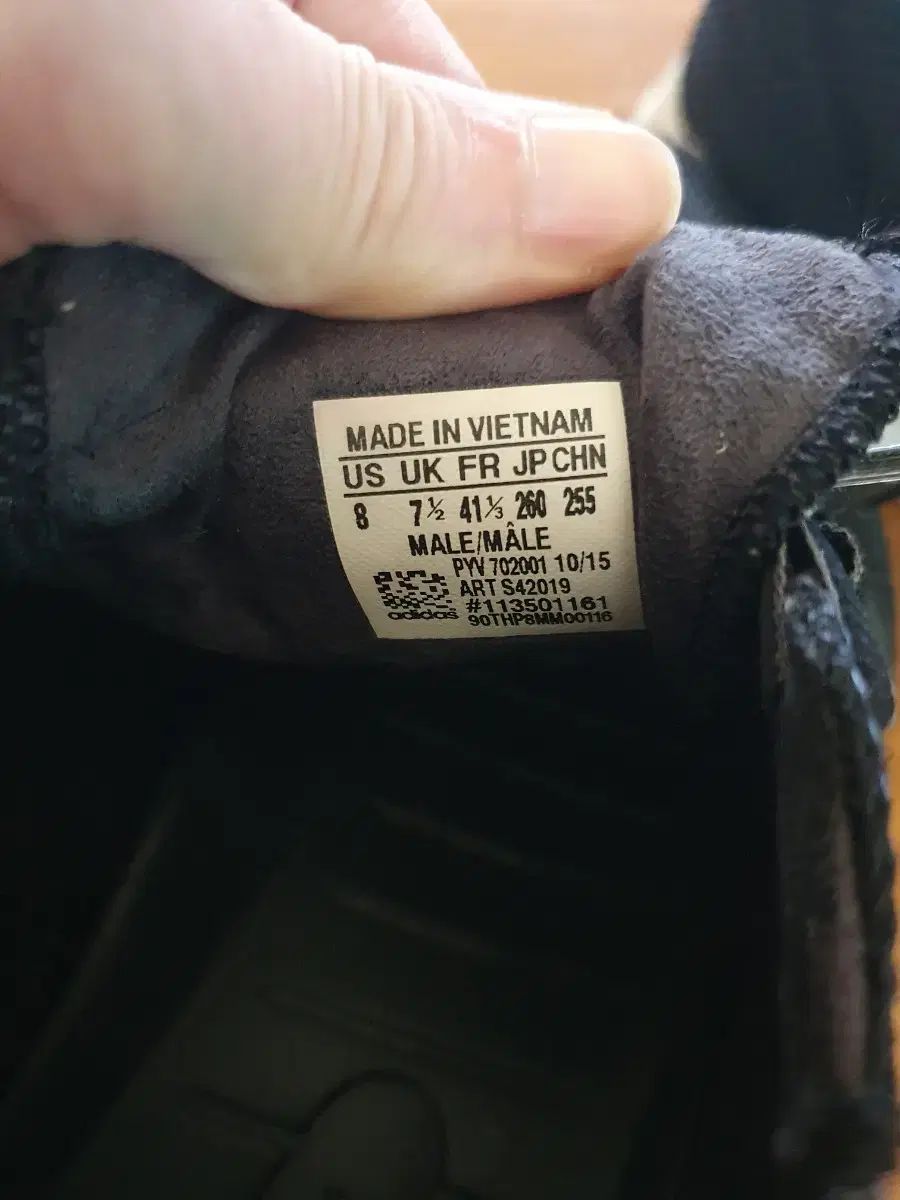 MADE IN VIETNAM
US UK FR JP CHN
8 7½ 41⅓ 260 255
MALE/MÂLE
PYV 702001 10/15
ART S42019
#113501161
adidas 90THP8MM00116